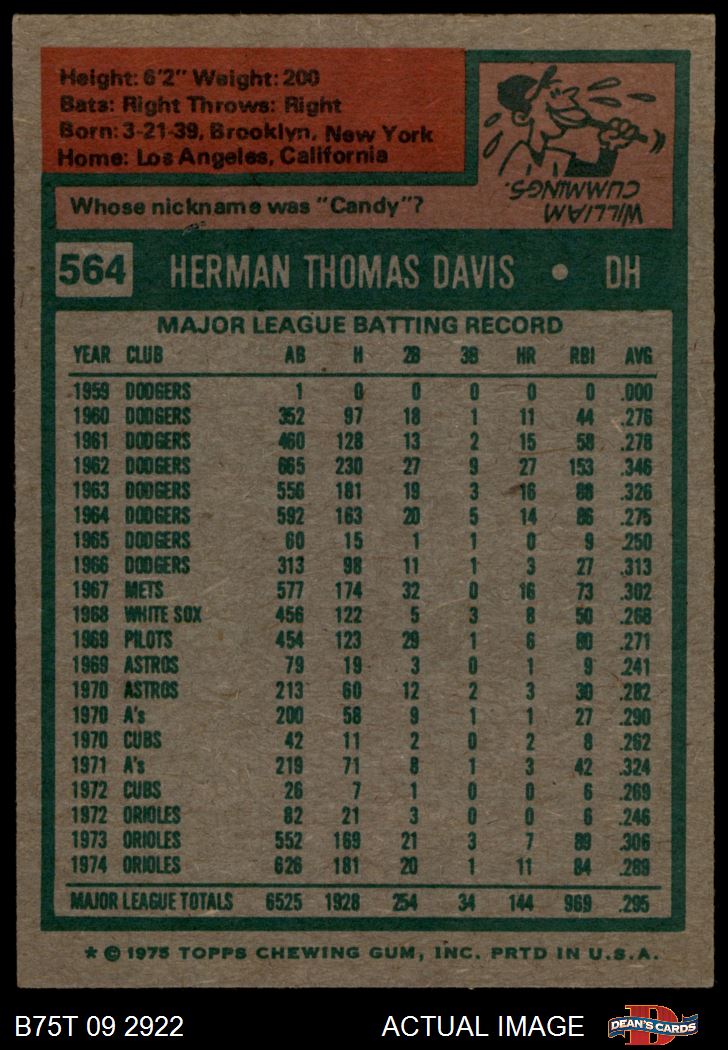 Height: 6'2" Weight: 200
Bats: Right Throws: Right
Born: 3-21-39, Brooklyn, New York
Home: Los Angeles, California
WILLIAM
CUMMINGS.
Whose nickname was "Candy"?
564 HERMAN THOMAS DAVIS • DH
MAJOR LEAGUE BATTING RECORD
YEAR CLUB AB H 2B 3B HR RBI AVG
1959 DODGERS 1 0 0 0 0 0 .000
1960 DODGERS 352 97 18 1 11 44 .276
1961 DODGERS 460 128 13 2 15 58 .278
1962 DODGERS 665 230 27 9 27 153 .346
1963 DODGERS 556 181 19 3 16 88 .326
1964 DODGERS 592 163 20 5 14 86 .275
1965 DODGERS 60 15 1 1 0 9 .250
1966 DODGERS 313 98 11 1 3 27 .313
1967 METS 577 174 32 0 16 73 .302
1968 WHITE SOX 456 122 5 3 8 50 .268
1969 PILOTS 454 123 29 1 6 80 .271
1969 ASTROS 79 19 3 0 1 9 .241
1970 ASTROS 213 60 12 2 3 30 .282
1970 A's 200 58 9 1 1 27 .290
1970 CUBS 42 11 2 0 2 8 .262
1971 A's 219 71 8 1 3 42 .324
1972 CUBS 26 7 1 0 0 6 .269
1972 ORIOLES 82 21 3 0 0 6 .246
1973 ORIOLES 552 169 21 3 7 89 .306
1974 ORIOLES 626 181 20 1 11 84 .289
MAJOR LEAGUE TOTALS 6525 1928 254 34 144 969 .295
* © 1975 TOPPS CHEWING GUM, INC. PRTD IN U.S.A.
B75T 09 2922 ACTUAL IMAGE DEAN'S CARDS